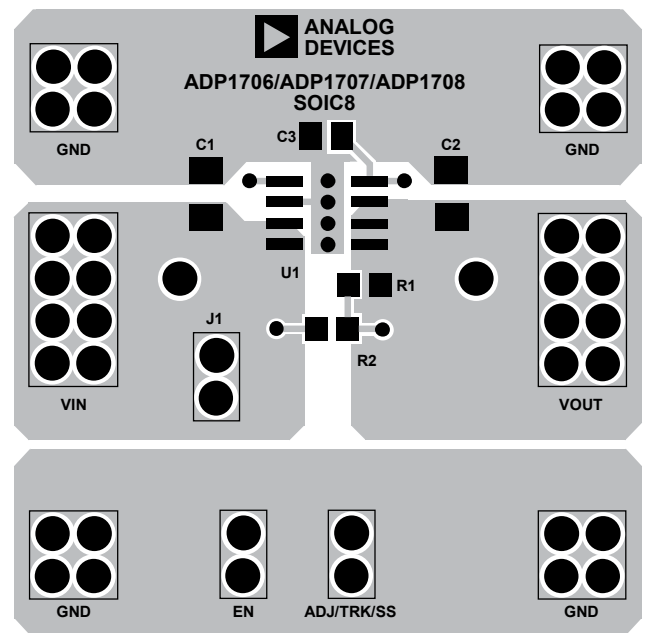 ANALOG
DEVICES
ADP1706/ADP1707/ADP1708
SOIC8
GND
C1
C3
C2
GND
U1
R1
J1
R2
VIN
VOUT
GND
EN
ADJ/TRK/SS
GND